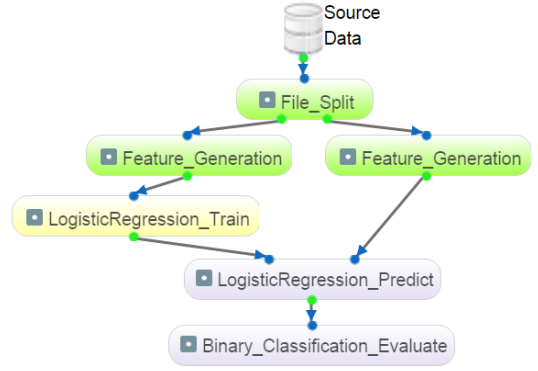 Source
Data
File_Split
Feature_Generation
Feature_Generation
LogisticRegression_Train
LogisticRegression_Predict
Binary_Classification_Evaluate